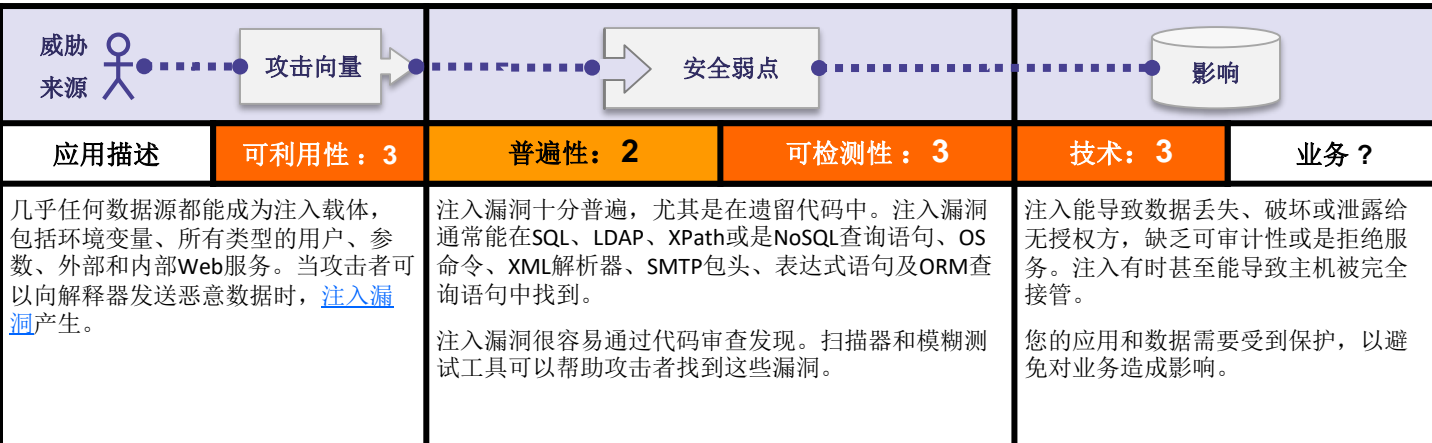 威胁
来源
攻击向量
安全弱点
影响
应用描述
可利用性 : 3
普遍性: 2
可检测性 : 3
技术: 3
业务 ?
几乎任何数据源都能成为注入载体，
包括环境变量、所有类型的用户、参
数、外部和内部Web服务。当攻击者可
以向解释器发送恶意数据时，注入漏
洞产生。
注入漏洞十分普遍，尤其是在遗留代码中。注入漏洞
通常能在SQL、LDAP、XPath或是NoSQL查询语句、OS
命令、XML解析器、SMTP包头、表达式语句及ORM查
询语句中找到。
注入漏洞很容易通过代码审查发现。扫描器和模糊测
试工具可以帮助攻击者找到这些漏洞。
注入能导致数据丢失、破坏或泄露给
无授权方，缺乏可审计性或是拒绝服
务。注入有时甚至能导致主机被完全
接管。
您的应用和数据需要受到保护，以避
免对业务造成影响。